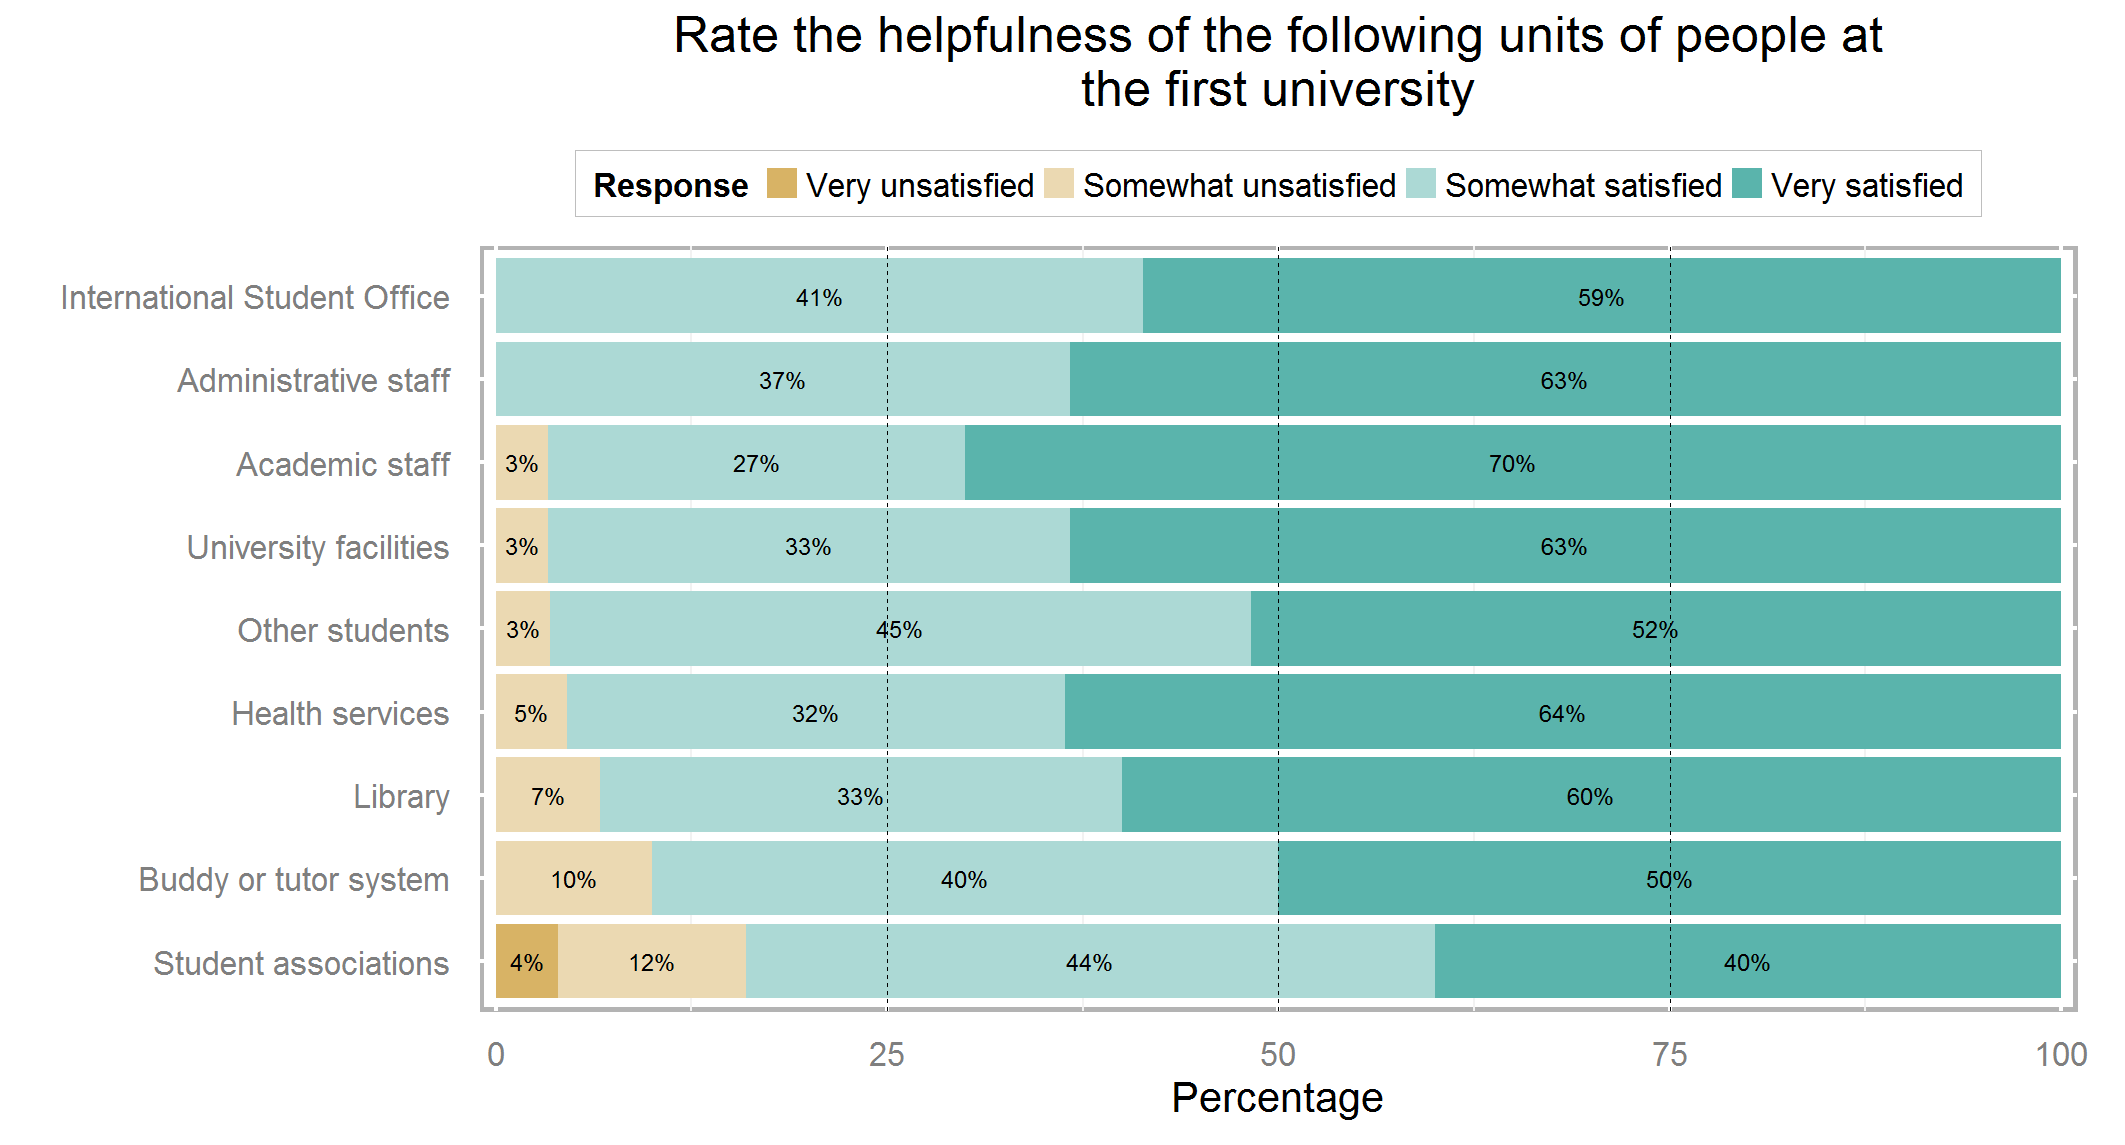 Rate the helpfulness of the following units of people at
the first university
Response Very unsatisfied Somewhat unsatisfied Somewhat satisfied Very satisfied
International Student Office 41% 59%
Administrative staff 37% 63%
Academic staff 3% 27% 70%
University facilities 3% 33% 63%
Other students 3% 45% 52%
Health services 5% 32% 64%
Library 7% 33% 60%
Buddy or tutor system 10% 40% 50%
Student associations 4% 12% 44% 40%
0 25 50 75 100
Percentage